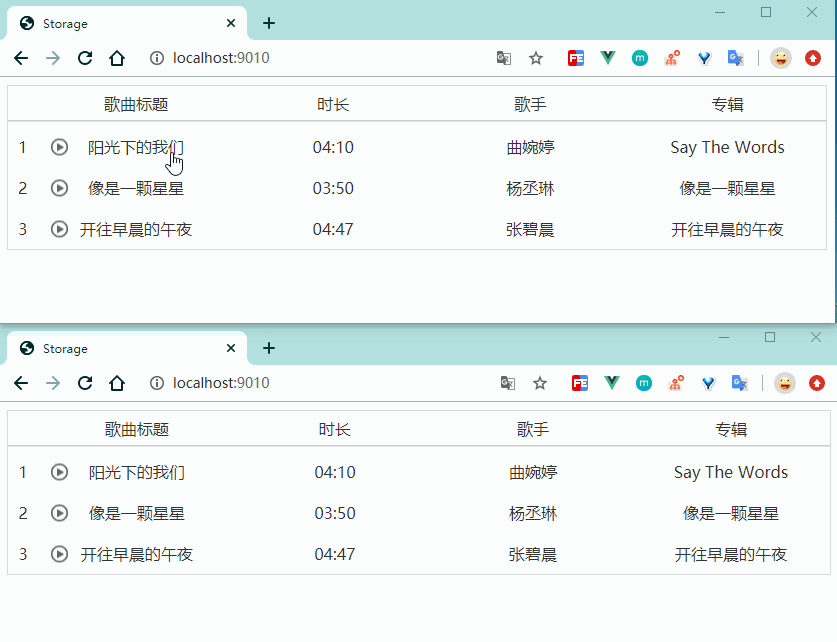 Storage
localhost:9010
歌曲标题 时长 歌手 专辑
1 阳光下的我们 04:10 曲婉婷 Say The Words
2 像是一颗星星 03:50 杨丞琳 像是一颗星星
3 开往早晨的午夜 04:47 张碧晨 开往早晨的午夜
Storage
localhost:9010
歌曲标题 时长 歌手 专辑
1 阳光下的我们 04:10 曲婉婷 Say The Words
2 像是一颗星星 03:50 杨丞琳 像是一颗星星
3 开往早晨的午夜 04:47 张碧晨 开往早晨的午夜